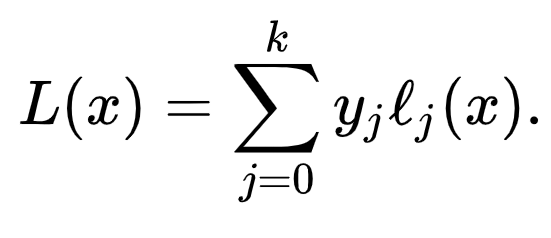 L(x) = \sum_{j=0}^{k} y_j \ell_j(x).